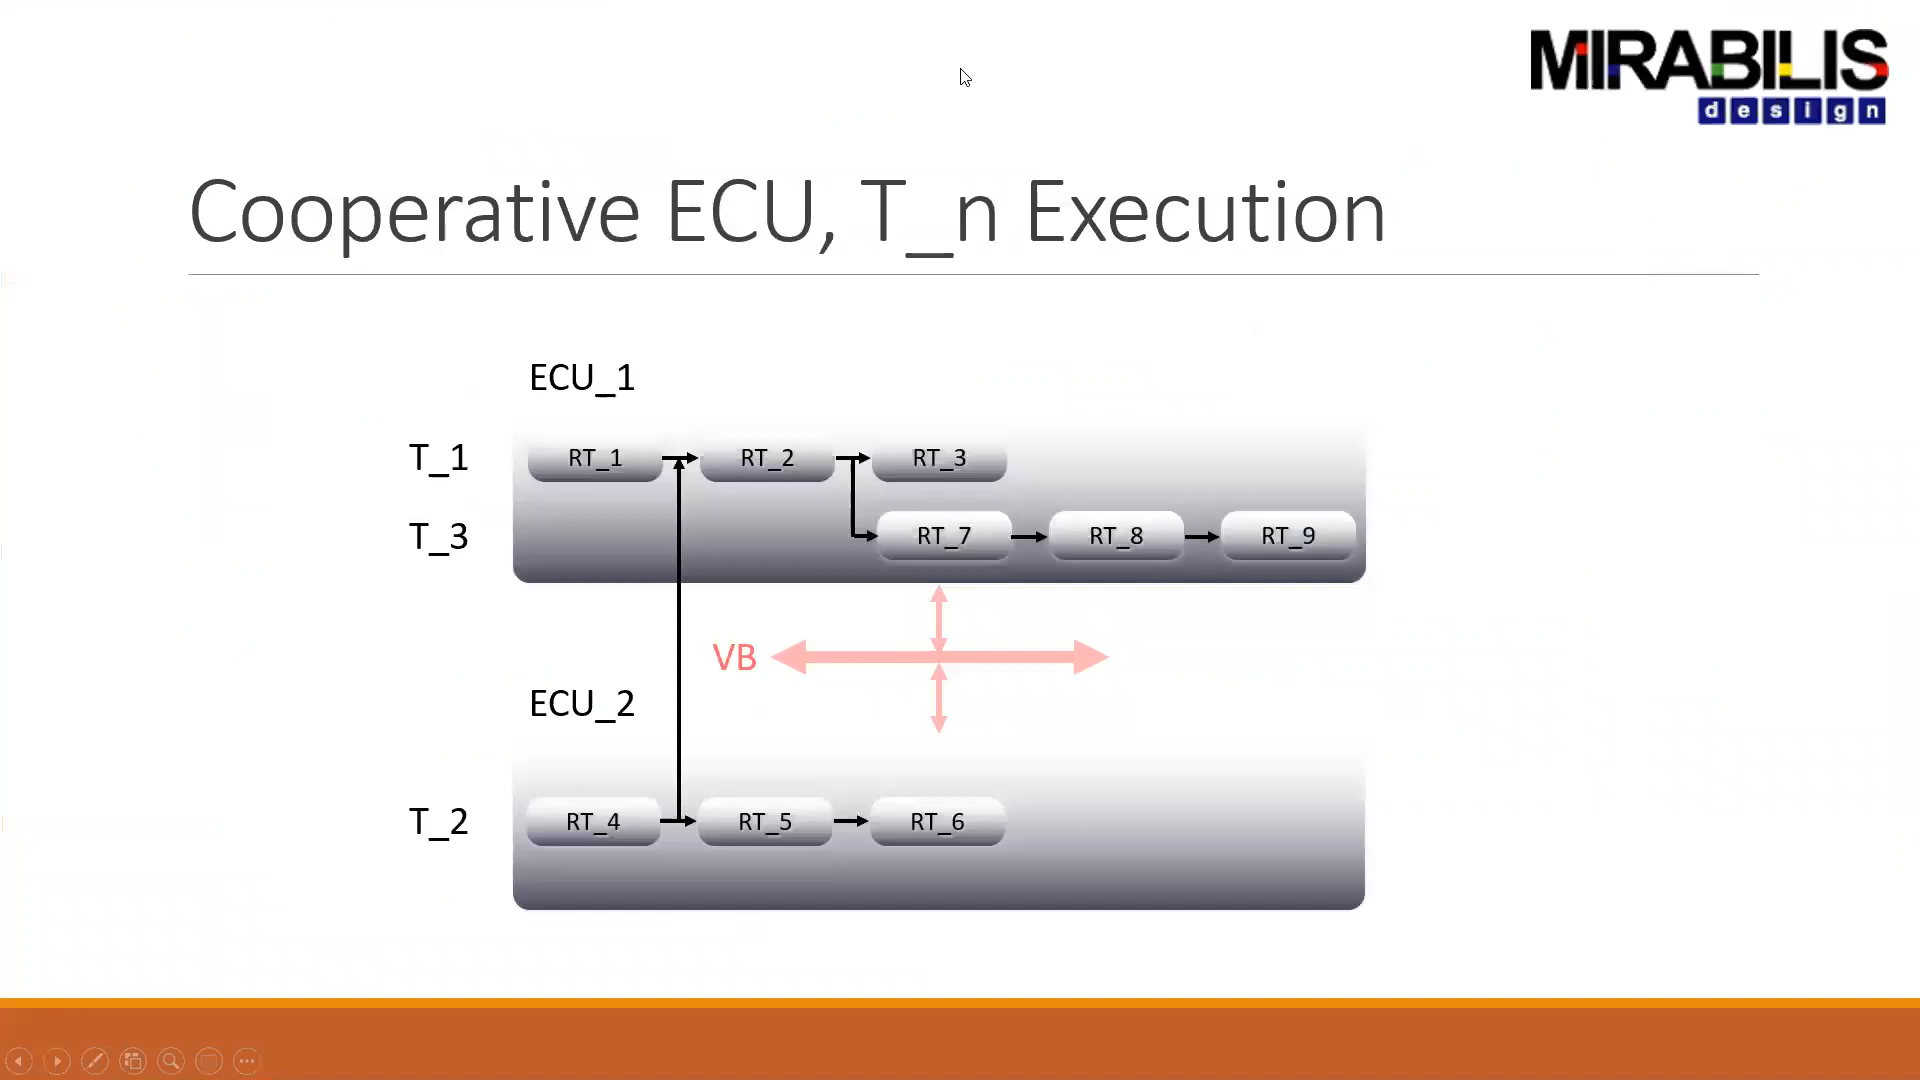 MIRABILIS
design
Cooperative ECU, T_n Execution
ECU_1
T_1 RT_1 RT_2 RT_3
T_3 RT_7 RT_8 RT_9
VB
ECU_2
T_2 RT_4 RT_5 RT_6